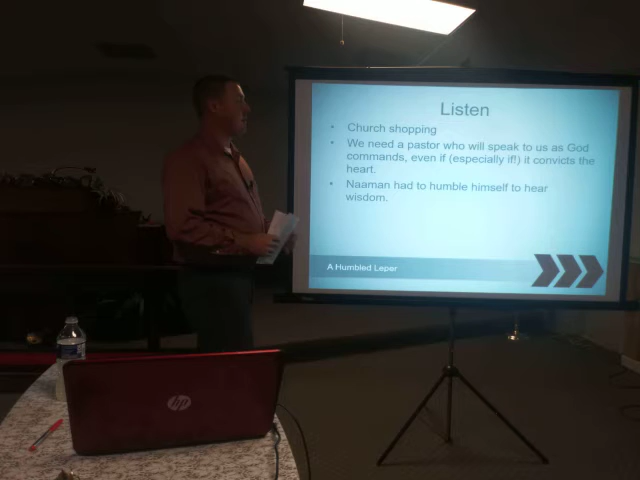 Listen
• Church shopping
• We need a pastor who will speak to us as God
commands, even if (especially if!) it convicts the
heart.
• Naaman had to humble himself to hear
wisdom.
A Humbled Leper
hp